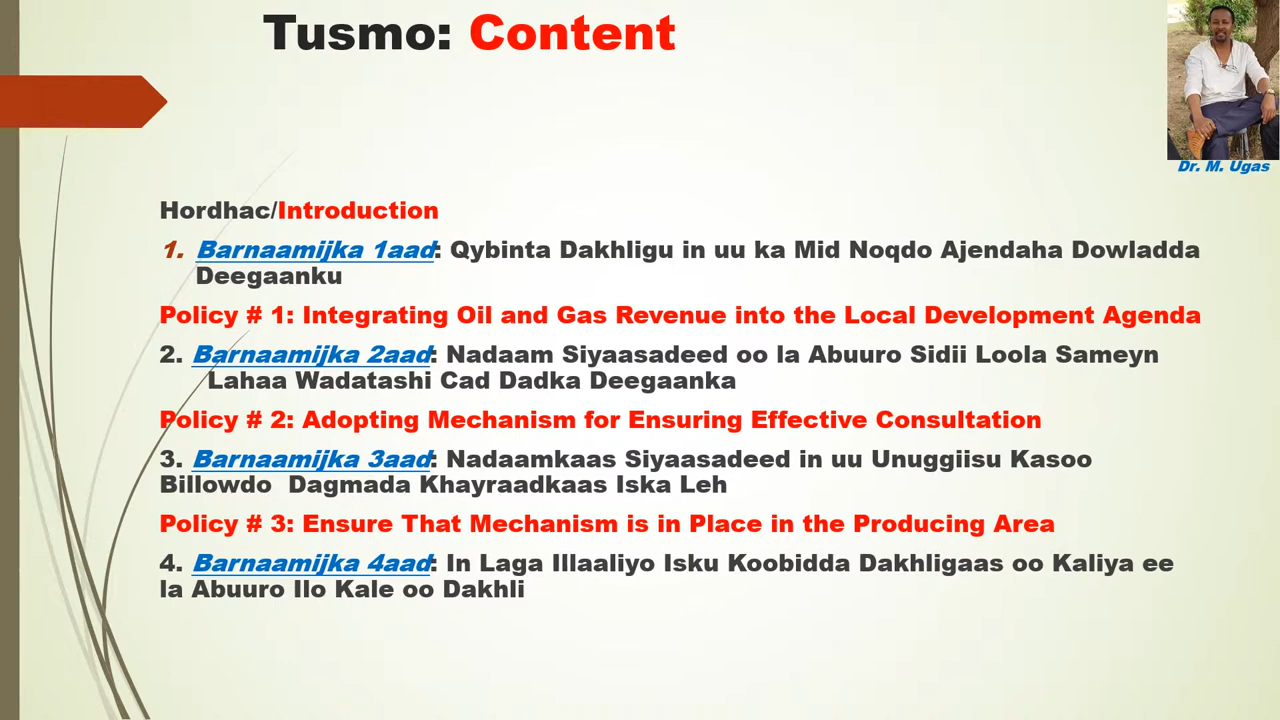 Tusmo: Content
Dr. M. Ugas
Hordhac/Introduction
1. Barnaamijka 1aad: Qybinta Dakhligu in uu ka Mid Noqdo Ajendaha Dowladda
Deegaanku
Policy # 1: Integrating Oil and Gas Revenue into the Local Development Agenda
2. Barnaamijka 2aad: Nadaam Siyaasadeed oo la Abuuro Sidii Loola Sameyn
Lahaa Wadatashi Cad Dadka Deegaanka
Policy # 2: Adopting Mechanism for Ensuring Effective Consultation
3. Barnaamijka 3aad: Nadaamkaas Siyaasadeed in uu Unuggiisu Kasoo
Billowdo Dagmada Khayraadkaas Iska Leh
Policy # 3: Ensure That Mechanism is in Place in the Producing Area
4. Barnaamijka 4aad: In Laga Illaaliyo Isku Koobidda Dakhligaas oo Kaliya ee
la Abuuro Ilo Kale oo Dakhli